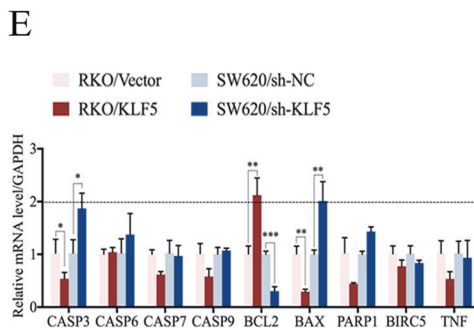 E
RKO/Vector SW620/sh-NC
RKO/KLF5 SW620/sh-KLF5
Relative mRNA level/GAPDH
3
2
1
0
* * ** *** ** **
CASP3 CASP6 CASP7 CASP9 BCL2 BAX PARP1 BIRC5 TNF